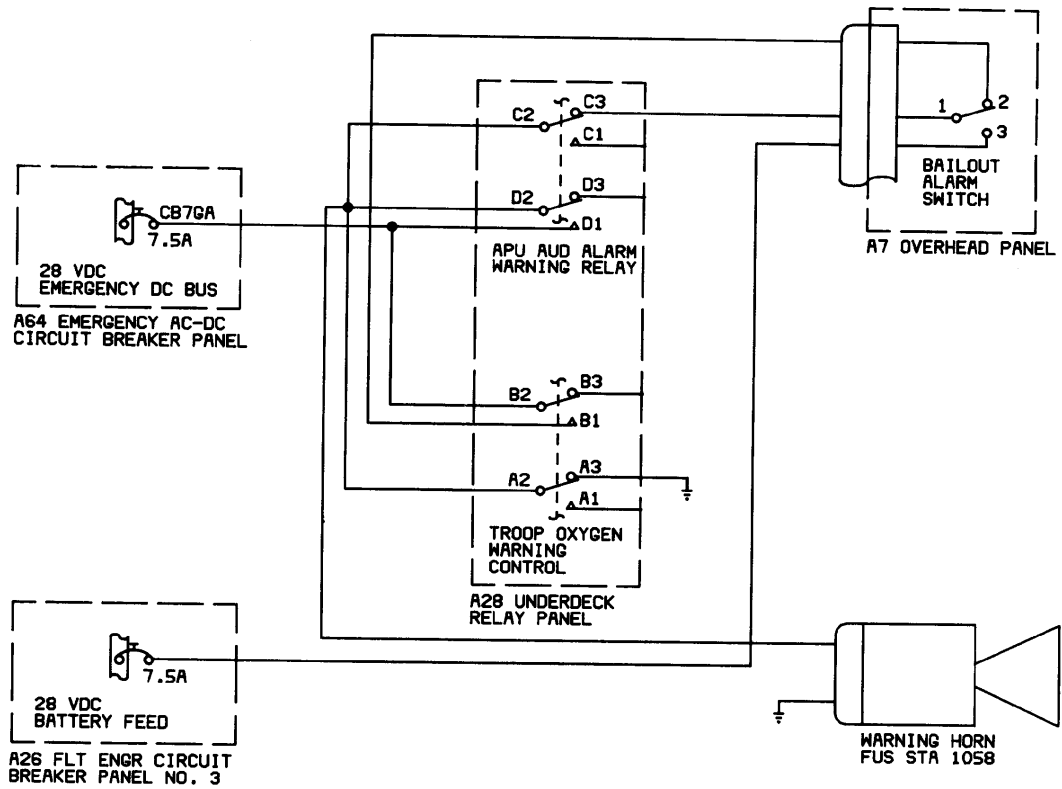 C2
C3
C1
1
2
3
BAILOUT
ALARM
SWITCH
A7 OVERHEAD PANEL
D2
D3
D1
APU AUD ALARM
WARNING RELAY
CB7GA
7.5A
28 VDC
EMERGENCY DC BUS
A64 EMERGENCY AC-DC
CIRCUIT BREAKER PANEL
B2
B3
B1
A2
A3
A1
TROOP OXYGEN
WARNING
CONTROL
A28 UNDERDECK
RELAY PANEL
7.5A
28 VDC
BATTERY FEED
A26 FLT ENGR CIRCUIT
BREAKER PANEL NO. 3
WARNING HORN
FUS STA 1058